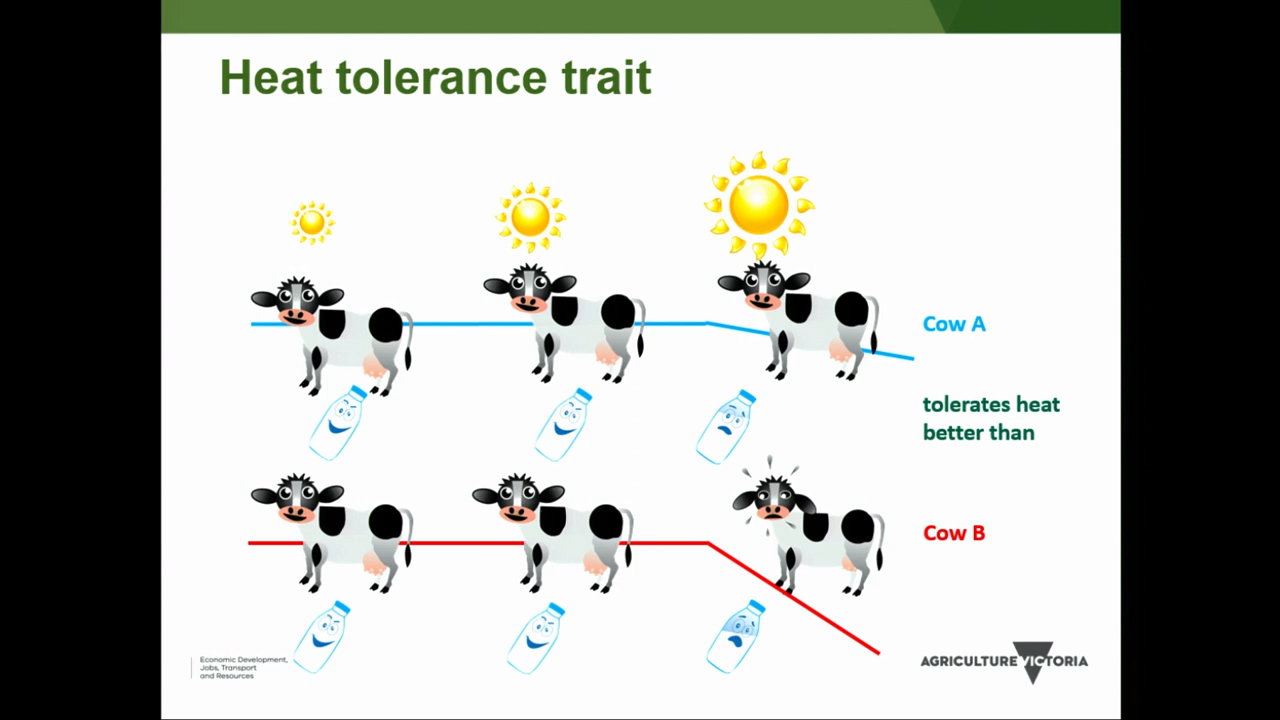 Heat tolerance trait
Cow A
tolerates heat
better than
Cow B
Economic Development,
Jobs, Transport
and Resources
AGRICULTURE VICTORIA